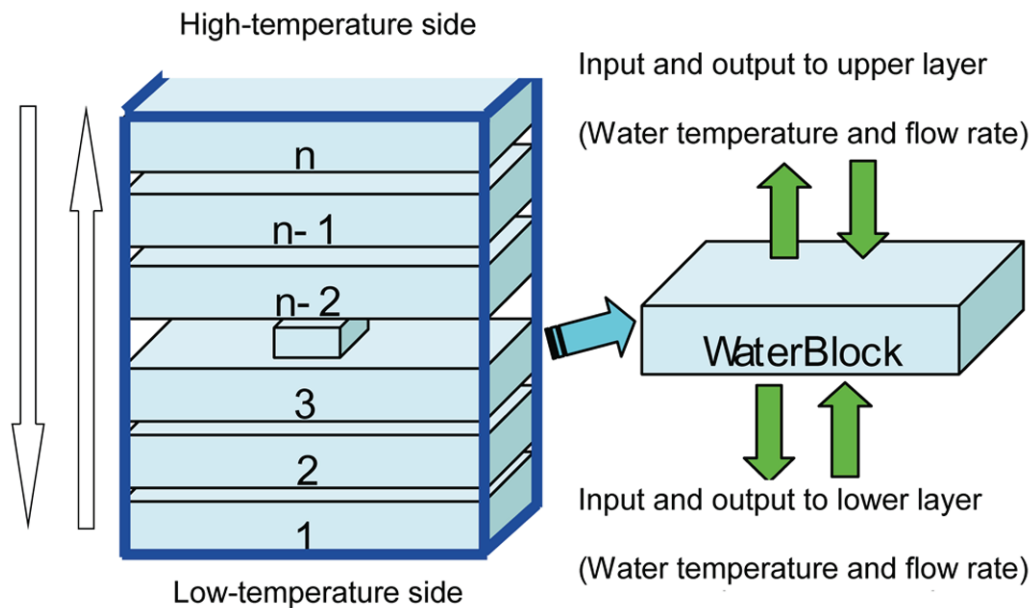 High-temperature side
n
n- 1
n- 2
3
2
1
Low-temperature side
Input and output to upper layer
(Water temperature and flow rate)
WaterBlock
Input and output to lower layer
(Water temperature and flow rate)